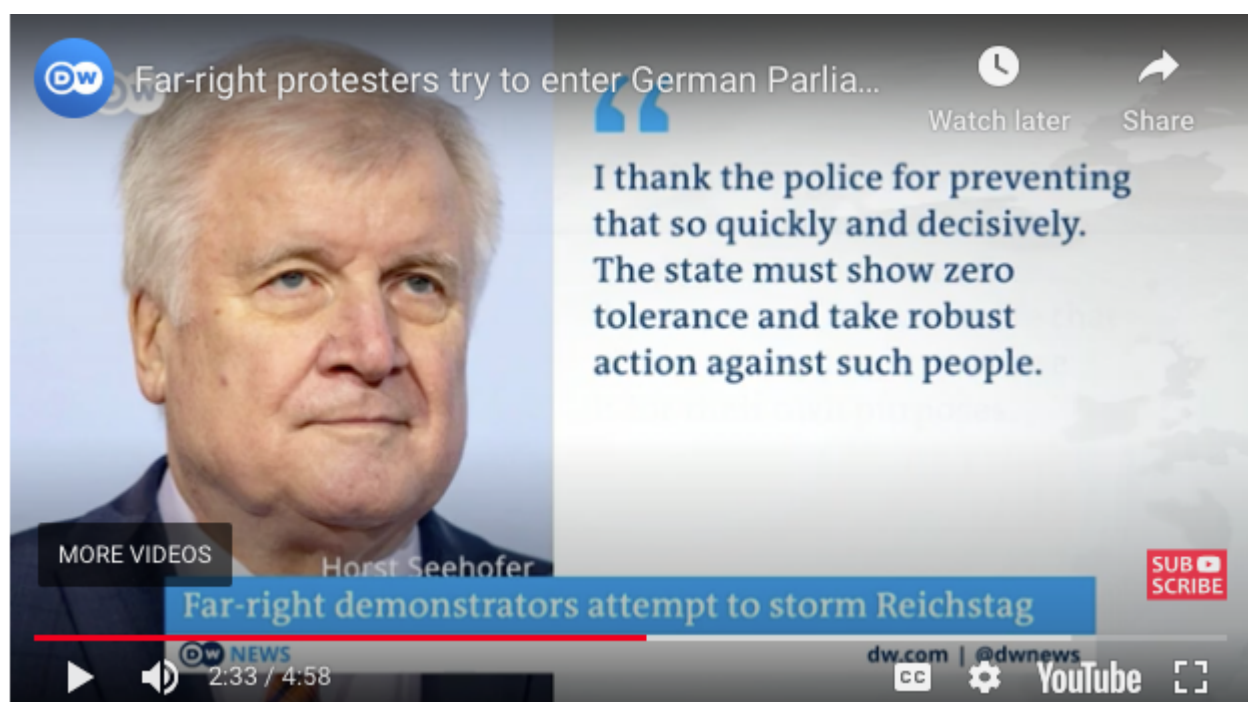 DW
Far-right protesters try to enter German Parlia...
Watch later
Share
I thank the police for preventing
that so quickly and decisively.
The state must show zero
tolerance and take robust
action against such people.
MORE VIDEOS
Horst Seehofer
SUB
SCRIBE
Far-right demonstrators attempt to storm Reichstag
DW NEWS
dw.com | @dwnews
2:33 / 4:58
CC
YouTube